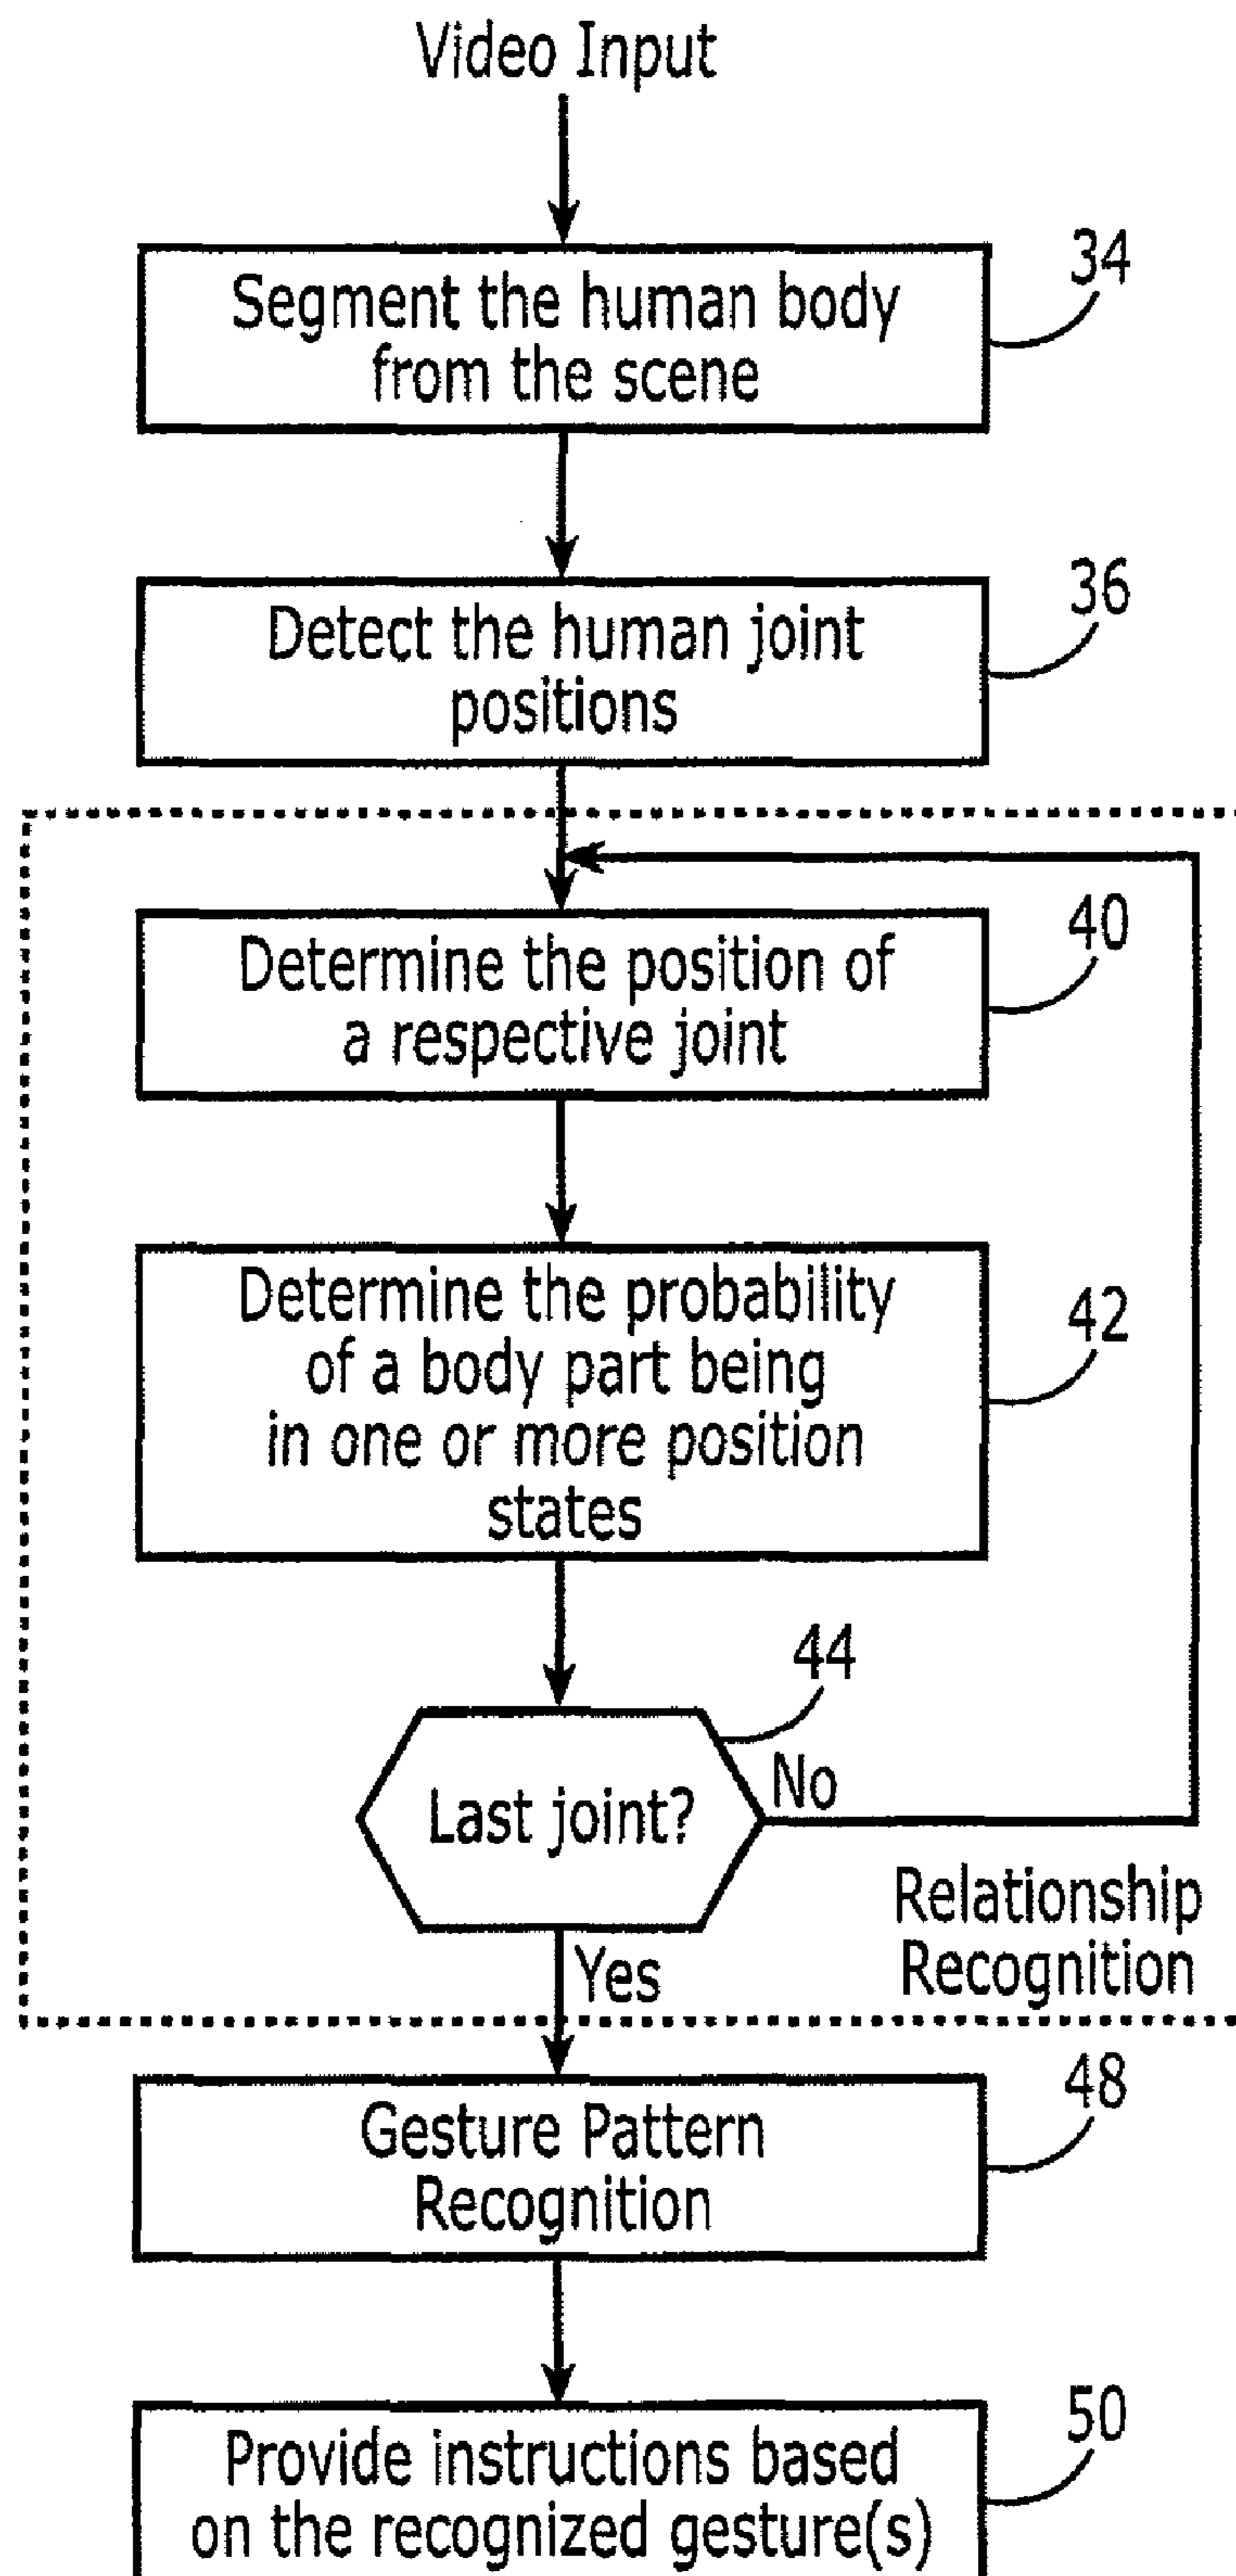 Video Input
Segment the human body
from the scene
34
Detect the human joint
positions
36
Determine the position of
a respective joint
40
Determine the probability
of a body part being
in one or more position
states
42
Last joint?
44
No
Yes
Relationship
Recognition
Gesture Pattern
Recognition
48
Provide instructions based
on the recognized gesture(s)
50